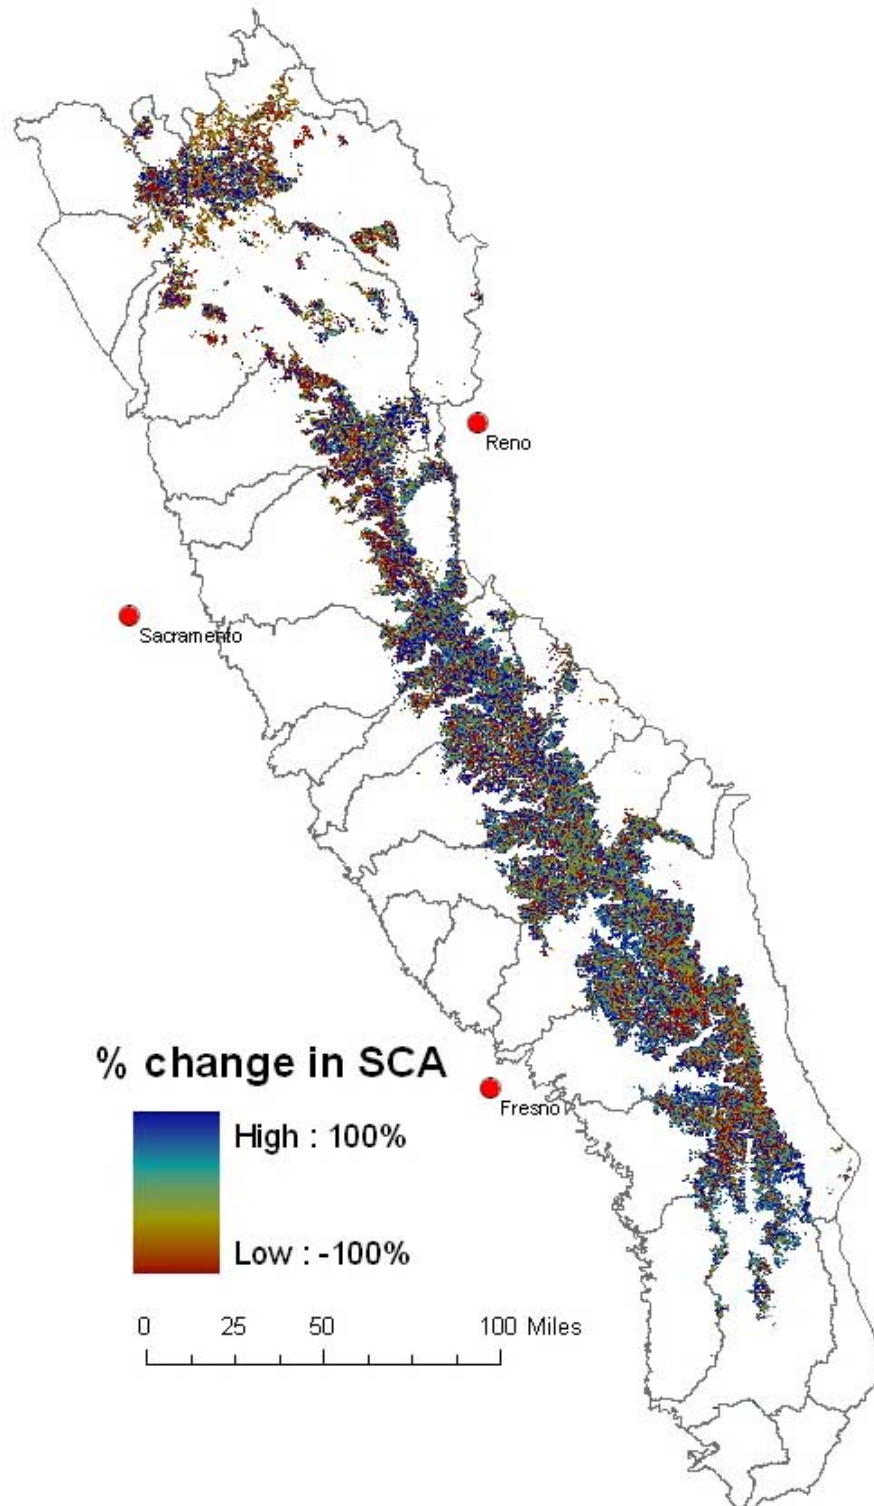 Reno
Sacramento
% change in SCA
Fresno
High : 100%
Low : -100%
0 25 50 100 Miles